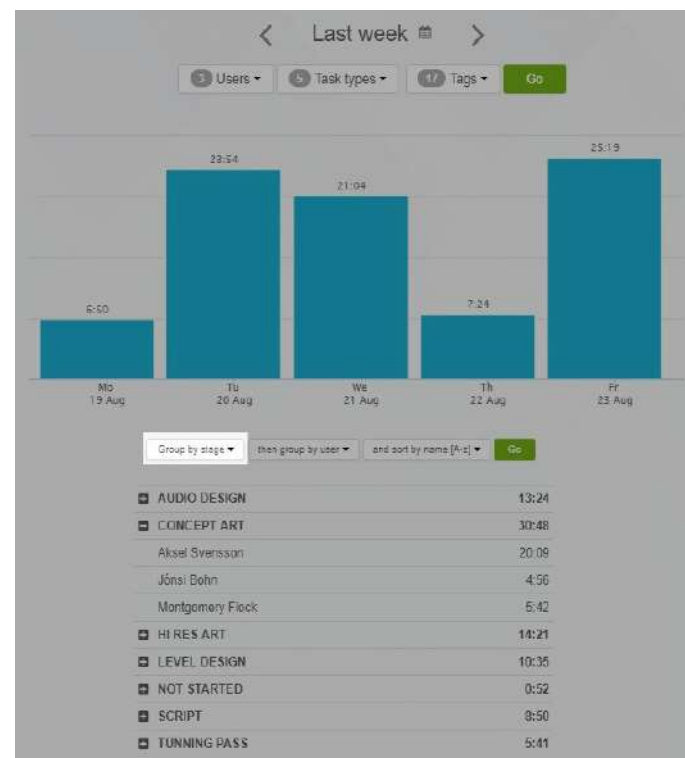 Last week
3 Users
5 Task types
17 Tags
Go
6:50
23:54
21:04
7:24
25:19
Mo
19 Aug
Tu
20 Aug
We
21 Aug
Th
22 Aug
Fr
23 Aug
Group by stage
then group by user
and sort by name [A-z]
Go
AUDIO DESIGN 13:24
CONCEPT ART 30:48
Aksel Svensson 20:09
Jónsi Bohn 4:56
Montgomery Flock 5:42
HI RES ART 14:21
LEVEL DESIGN 10:35
NOT STARTED 0:52
SCRIPT 8:50
TUNNING PASS 5:41